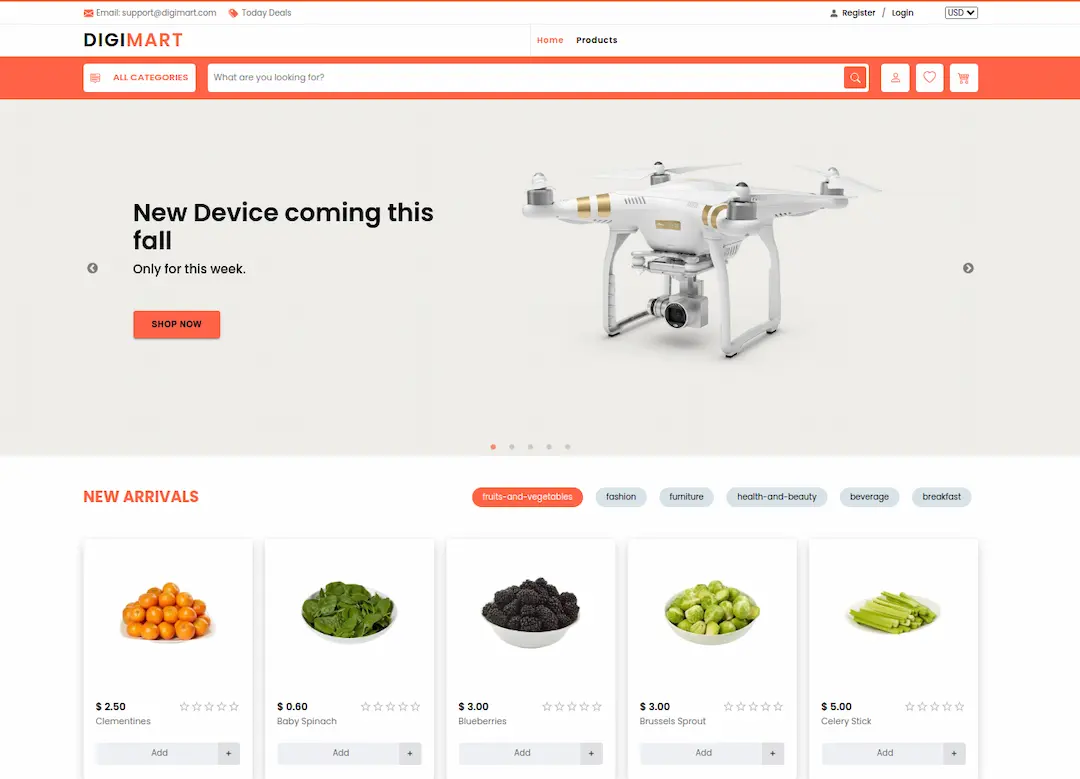 Email: support@digimart.com Today Deals Register / Login USD
DIGIMART Home Products
ALL CATEGORIES What are you looking for?
New Device coming this
fall
Only for this week.
SHOP NOW
NEW ARRIVALS fruits-and-vegetables fashion furniture health-and-beauty beverage breakfast
$ 2.50 $ 0.60 $ 3.00 $ 3.00 $ 5.00
Clementines Baby Spinach Blueberries Brussels Sprout Celery Stick
Add + Add + Add + Add + Add +